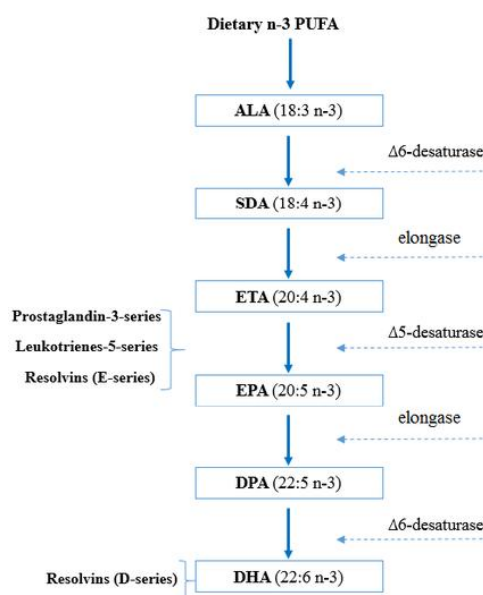 Dietary n-3 PUFA
ALA (18:3 n-3)
Δ6-desaturase
SDA (18:4 n-3)
elongase
ETA (20:4 n-3)
Prostaglandin-3-series
Leukotrienes-5-series
Resolvins (E-series)
Δ5-desaturase
EPA (20:5 n-3)
elongase
DPA (22:5 n-3)
Δ6-desaturase
Resolvins (D-series)
DHA (22:6 n-3)